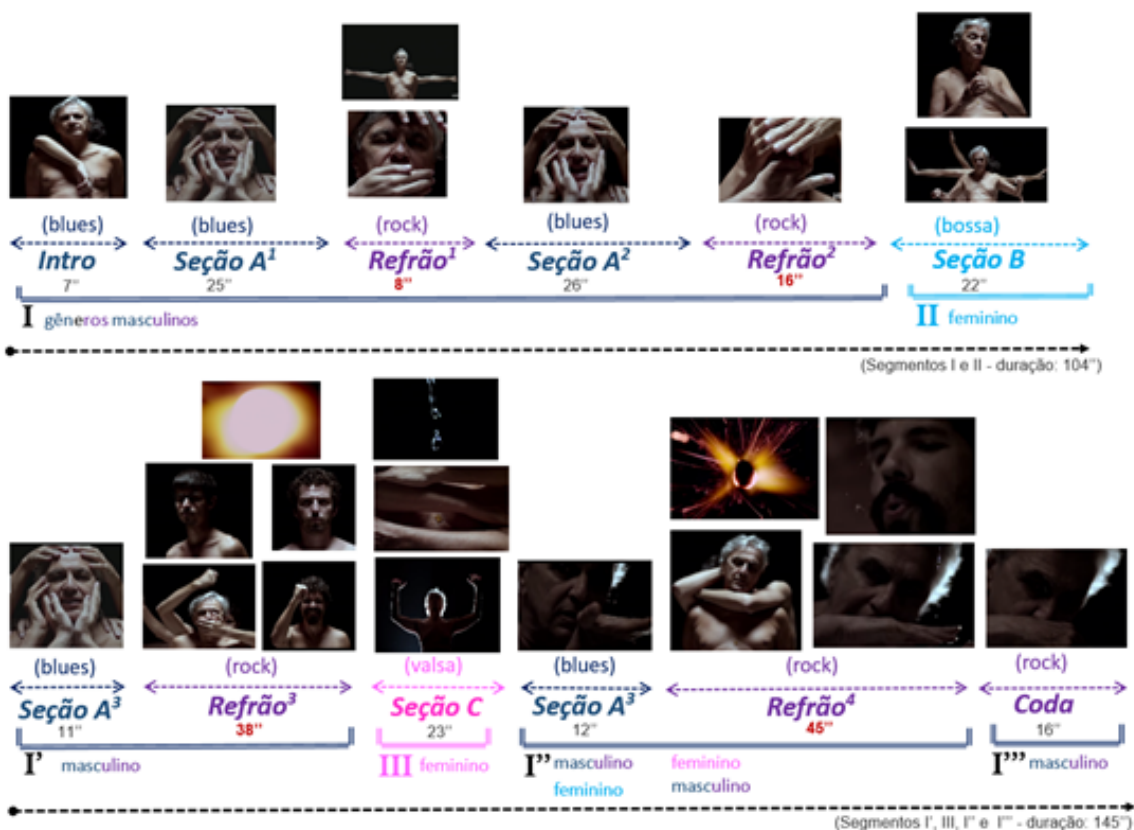 (blues) (blues) (rock) (blues) (rock) (bossa)
Intro Seção A¹ Refrão¹ Seção A² Refrão² Seção B
7’’ 25’’ 8’’ 26’’ 16’’ 22’’
I gêneros masculinos II feminino
(Segmentos I e II - duração: 104’’)
(blues) (rock) (valsa) (blues) (rock) (rock)
Seção A³ Refrão³ Seção C Seção A³ Refrão⁴ Coda
11’’ 38’’ 23’’ 12’’ 45’’ 16’’
I’ masculino III feminino I’’ masculino feminino I’’’ masculino
feminino masculino
(Segmentos I’, III, I’’ e I’’’ - duração: 145’’)